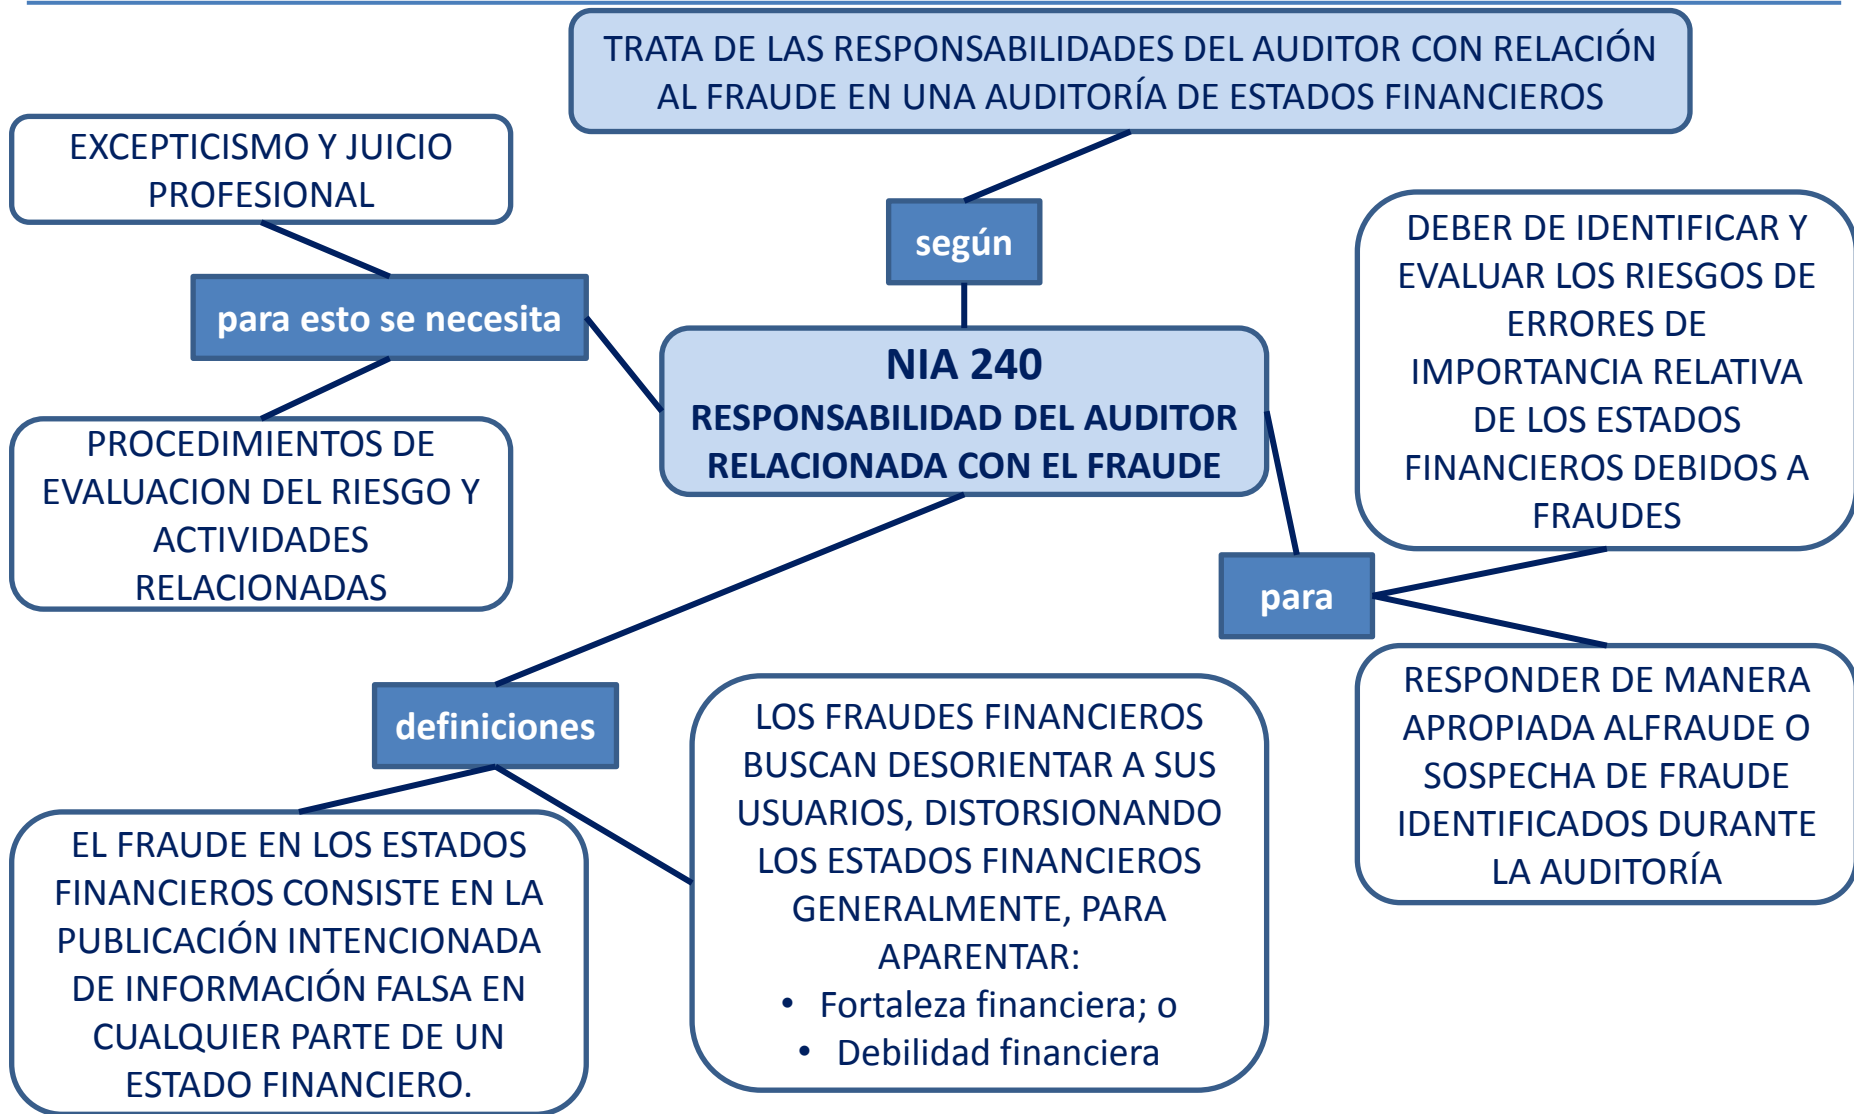 TRATA DE LAS RESPONSABILIDADES DEL AUDITOR CON RELACIÓN
AL FRAUDE EN UNA AUDITORÍA DE ESTADOS FINANCIEROS
EXCEPTICISMO Y JUICIO
PROFESIONAL
según
para esto se necesita
DEBER DE IDENTIFICAR Y
EVALUAR LOS RIESGOS DE
ERRORES DE
IMPORTANCIA RELATIVA
DE LOS ESTADOS
FINANCIEROS DEBIDOS A
FRAUDES
NIA 240
RESPONSABILIDAD DEL AUDITOR
RELACIONADA CON EL FRAUDE
PROCEDIMIENTOS DE
EVALUACION DEL RIESGO Y
ACTIVIDADES
RELACIONADAS
para
definiciones
RESPONDER DE MANERA
APROPIADA ALFRAUDE O
SOSPECHA DE FRAUDE
IDENTIFICADOS DURANTE
LA AUDITORÍA
LOS FRAUDES FINANCIEROS
BUSCAN DESORIENTAR A SUS
USUARIOS, DISTORSIONANDO
LOS ESTADOS FINANCIEROS
GENERALMENTE, PARA
APARENTAR:
• Fortaleza financiera; o
• Debilidad financiera
EL FRAUDE EN LOS ESTADOS
FINANCIEROS CONSISTE EN LA
PUBLICACIÓN INTENCIONADA
DE INFORMACIÓN FALSA EN
CUALQUIER PARTE DE UN
ESTADO FINANCIERO.